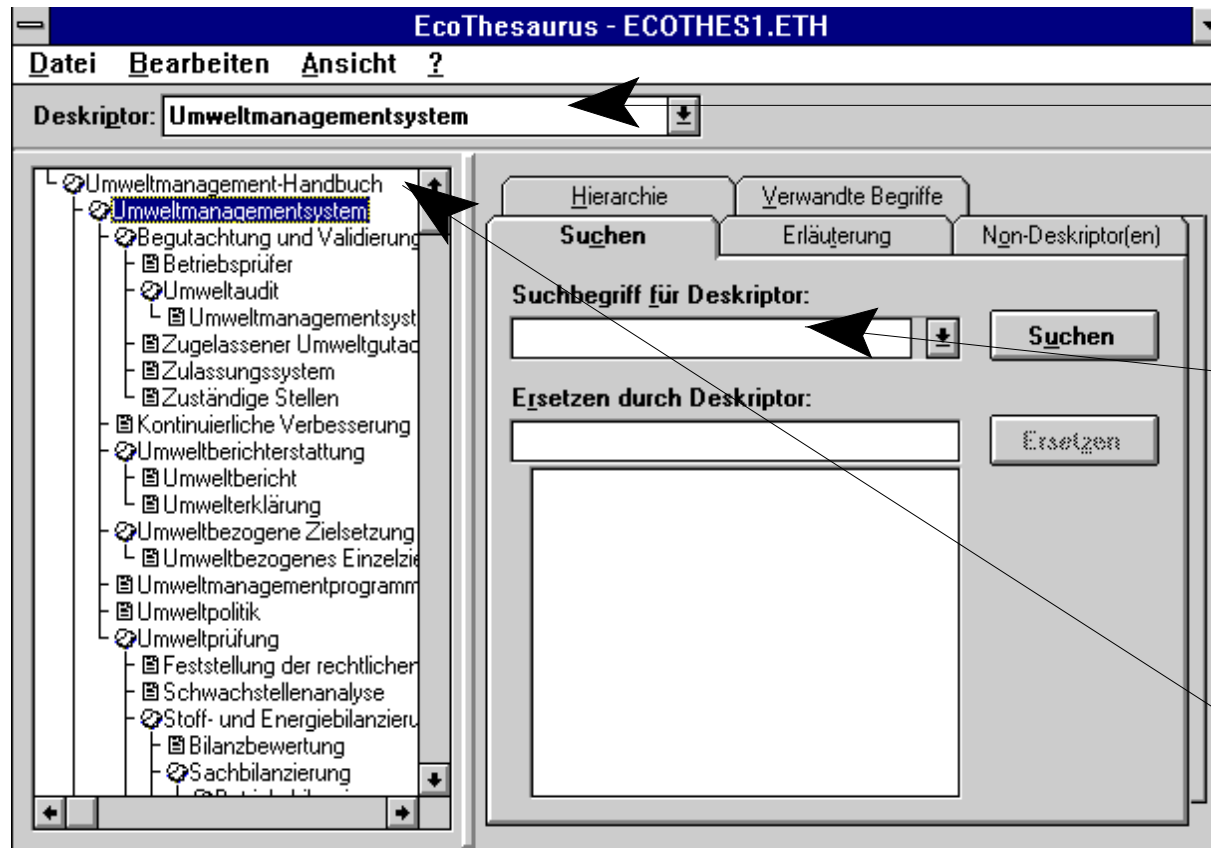 EcoThesaurus - ECOTHES1.ETH
Datei Bearbeiten Ansicht ?
Deskriptor: Umweltmanagementsystem
Umweltmanagement-Handbuch
Umweltmanagementsystem
Begutachtung und Validierung
Betriebsprüfer
Umweltaudit
Umweltmanagementsyst
Zugelassener Umweltgutac
Zulassungssystem
Zuständige Stellen
Kontinuierliche Verbesserung
Umweltberichterstattung
Umweltbericht
Umwelterklärung
Umweltbezogene Zielsetzung
Umweltbezogenes Einzelzie
Umweltmanagementprogramm
Umweltpolitik
Umweltprüfung
Feststellung der rechtlicher
Schwachstellenanalyse
Stoff- und Energiebilanzieru
Bilanzbewertung
Sachbilanzierung
Hierarchie Verwandte Begriffe
Suchen Erläuterung Non-Deskriptor(en)
Suchbegriff für Deskriptor:
Suchen
Ersetzen durch Deskriptor:
Ersetzen